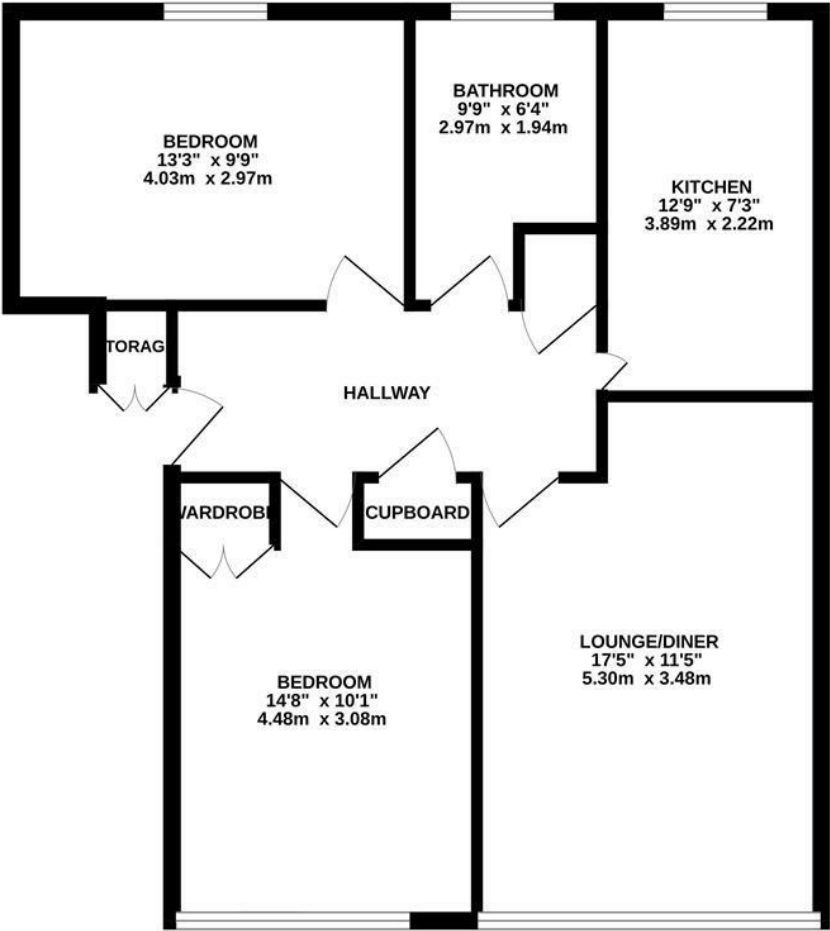 BATHROOM
9'9" x 6'4"
2.97m x 1.94m
BEDROOM
13'3" x 9'9"
4.03m x 2.97m
KITCHEN
12'9" x 7'3"
3.89m x 2.22m
TORAG
HALLWAY
WARDROBE
CUPBOARD
LOUNGE/DINER
17'5" x 11'5"
5.30m x 3.48m
BEDROOM
14'8" x 10'1"
4.48m x 3.08m